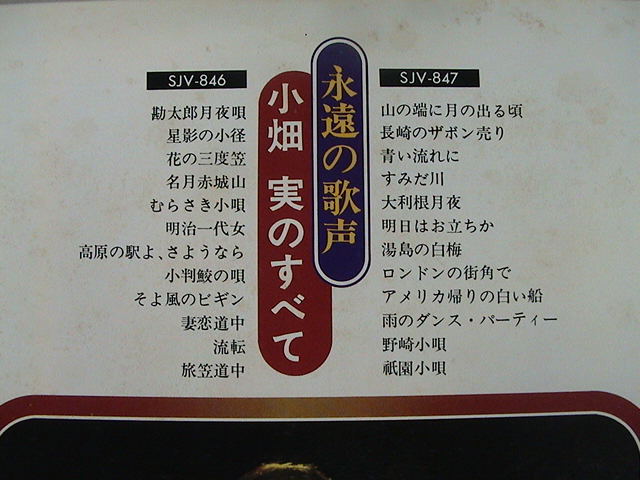 永遠の歌声
小畑 実のすべて
SJV-846
勘太郎月夜唄
星影の小径
花の三度笠
名月赤城山
むらさき小唄
明治一代女
高原の駅よ、さようなら
小判鮫の唄
そよ風のビギン
妻恋道中
流転
旅笠道中
SJV-847
山の端に月の出る頃
長崎のザボン売り
青い流れに
すみだ川
大利根月夜
明日はお立ちか
湯島の白梅
ロンドンの街角で
アメリカ帰りの白い船
雨のダンス・パーティー
野崎小唄
祇園小唄